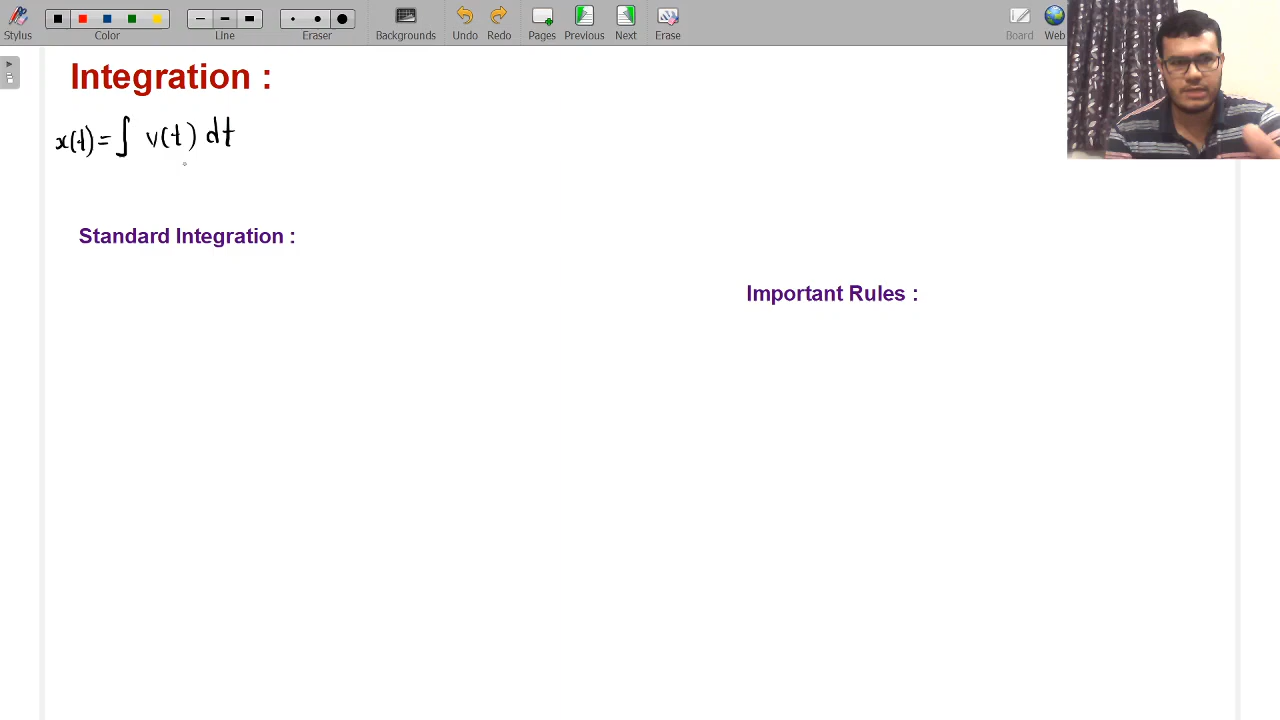 Stylus Color Line Eraser Backgrounds Undo Redo Pages Previous Next Erase Board Web
Integration :
x(t) = ∫ v(t) dt
Standard Integration :
Important Rules :